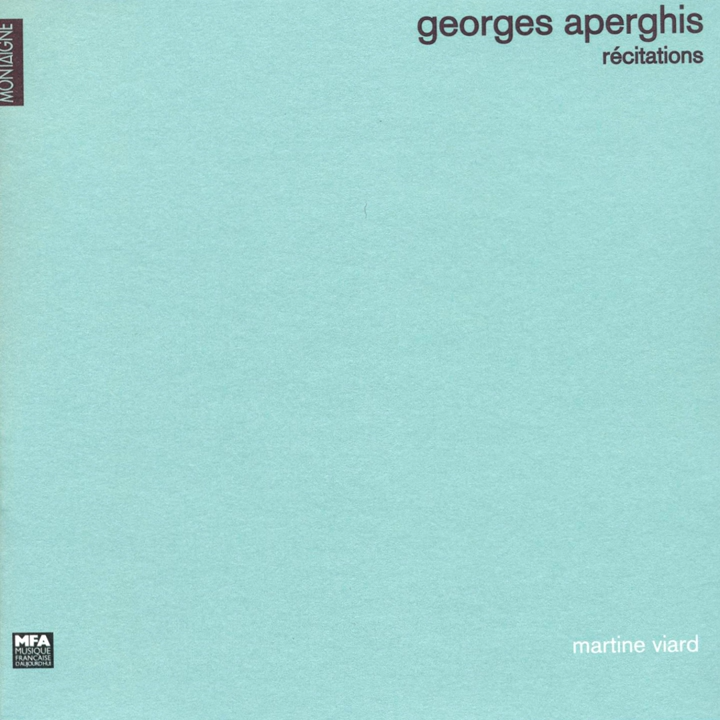 georges aperghis
récitations
MONTAIGNE
martine viard
MFA
MUSIQUE
FRANÇAISE
D'AUJOURD'HUI